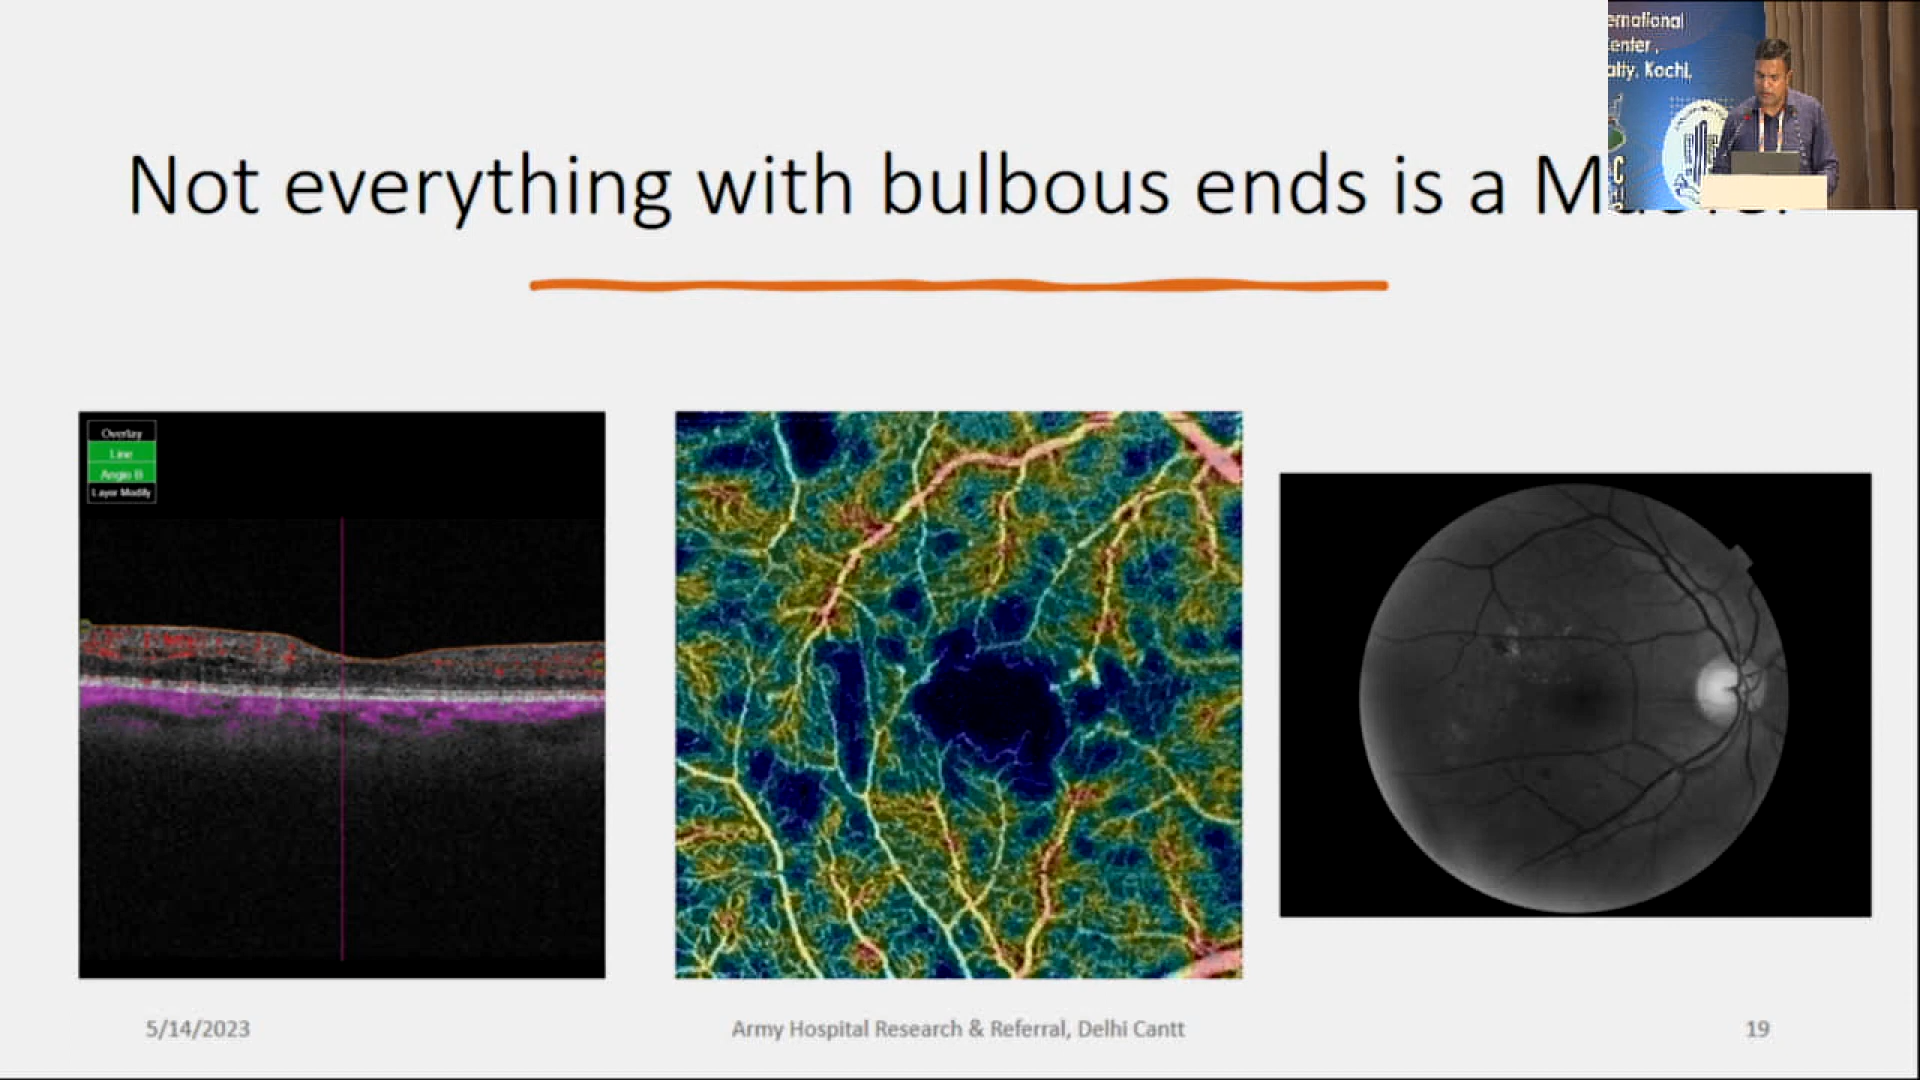 ernational
enter,
atty, Kochi,
C
Not everything with bulbous ends is a
Overlay
Line
Angio B
Layer Modify
5/14/2023
Army Hospital Research & Referral, Delhi Cantt
19